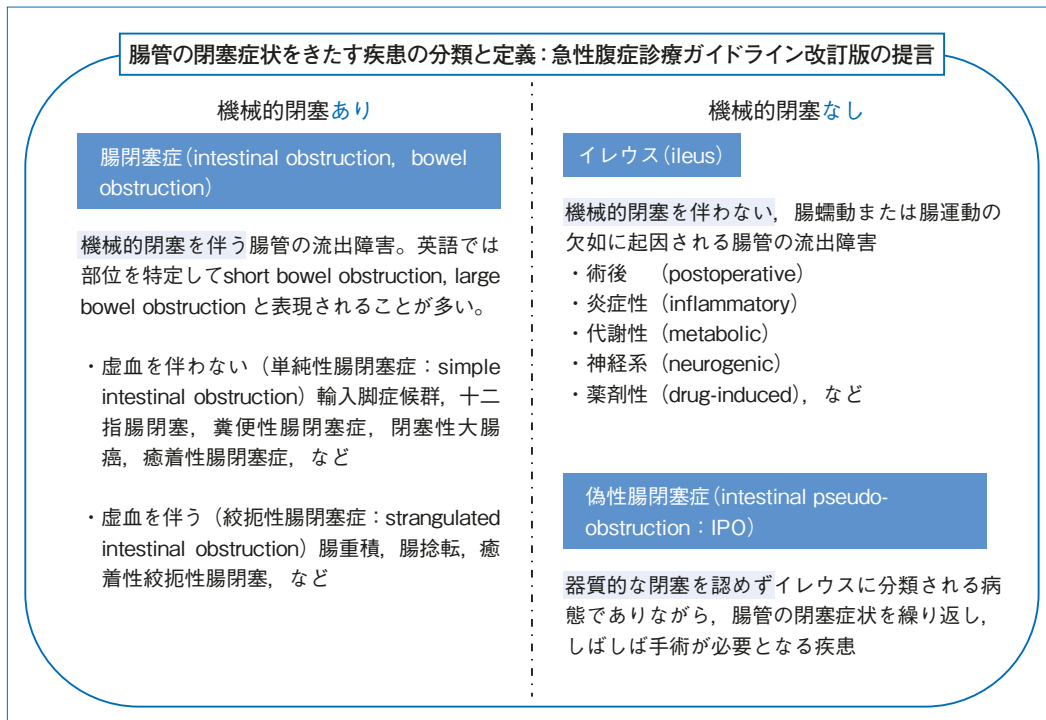 腸管の閉塞症状をきたす疾患の分類と定義：急性腹症診療ガイドライン改訂版の提言
機械的閉塞あり
腸閉塞症（intestinal obstruction, bowel
obstruction）
機械的閉塞を伴う腸管の流出障害。英語では
部位を特定してshort bowel obstruction, large
bowel obstruction と表現されることが多い。
・虚血を伴わない（単純性腸閉塞症：simple
intestinal obstruction）輸入脚症候群，十二
指腸閉塞，糞便性腸閉塞症，閉塞性大腸
癌，癒着性腸閉塞症，など
・虚血を伴う（絞扼性腸閉塞症：strangulated
intestinal obstruction）腸重積，腸捻転，癒
着性絞扼性腸閉塞，など
機械的閉塞なし
イレウス（ileus）
機械的閉塞を伴わない，腸蠕動または腸運動の
欠如に起因される腸管の流出障害
・術後　（postoperative）
・炎症性（inflammatory）
・代謝性（metabolic）
・神経系（neurogenic）
・薬剤性（drug-induced），など
偽性腸閉塞症（intestinal pseudo-
obstruction：IPO）
器質的な閉塞を認めずイレウスに分類される病
態でありながら，腸管の閉塞症状を繰り返し，
しばしば手術が必要となる疾患